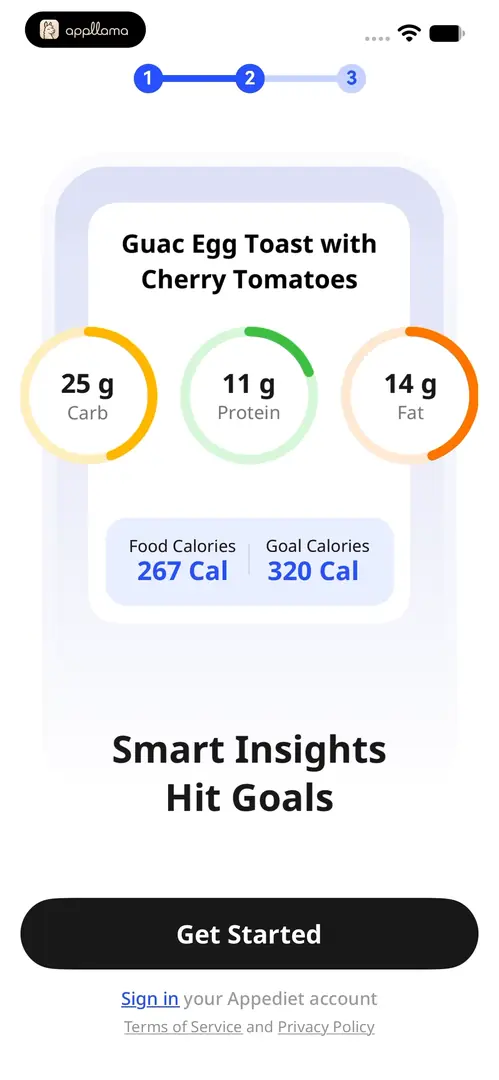 appllama
1 2 3
Guac Egg Toast with
Cherry Tomatoes
25 g 11 g 14 g
Carb Protein Fat
Food Calories Goal Calories
267 Cal 320 Cal
Smart Insights
Hit Goals
Get Started
Sign in your Appediet account
Terms of Service and Privacy Policy